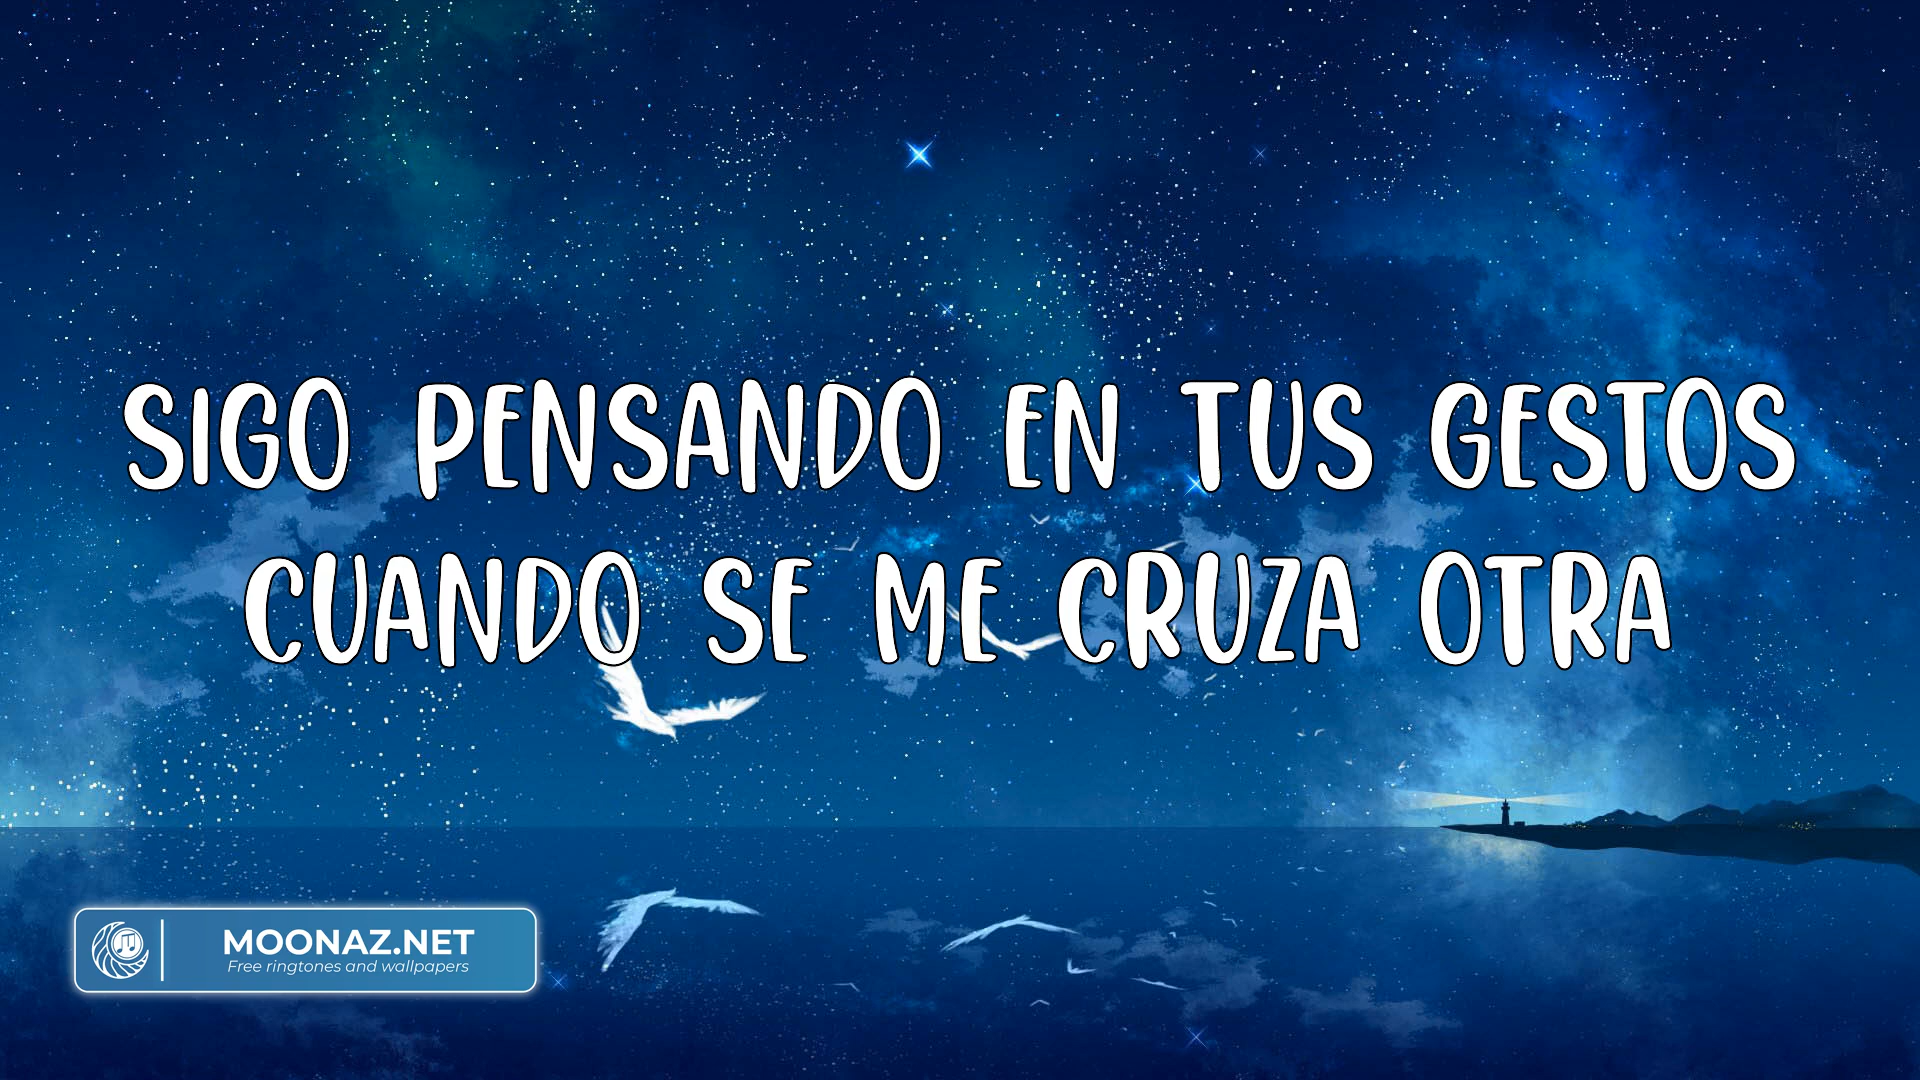 SIGO PENSANDO EN TUS GESTOS
CUANDO SE ME CRUZA OTRA
MOONAZ.NET
Free ringtones and wallpapers